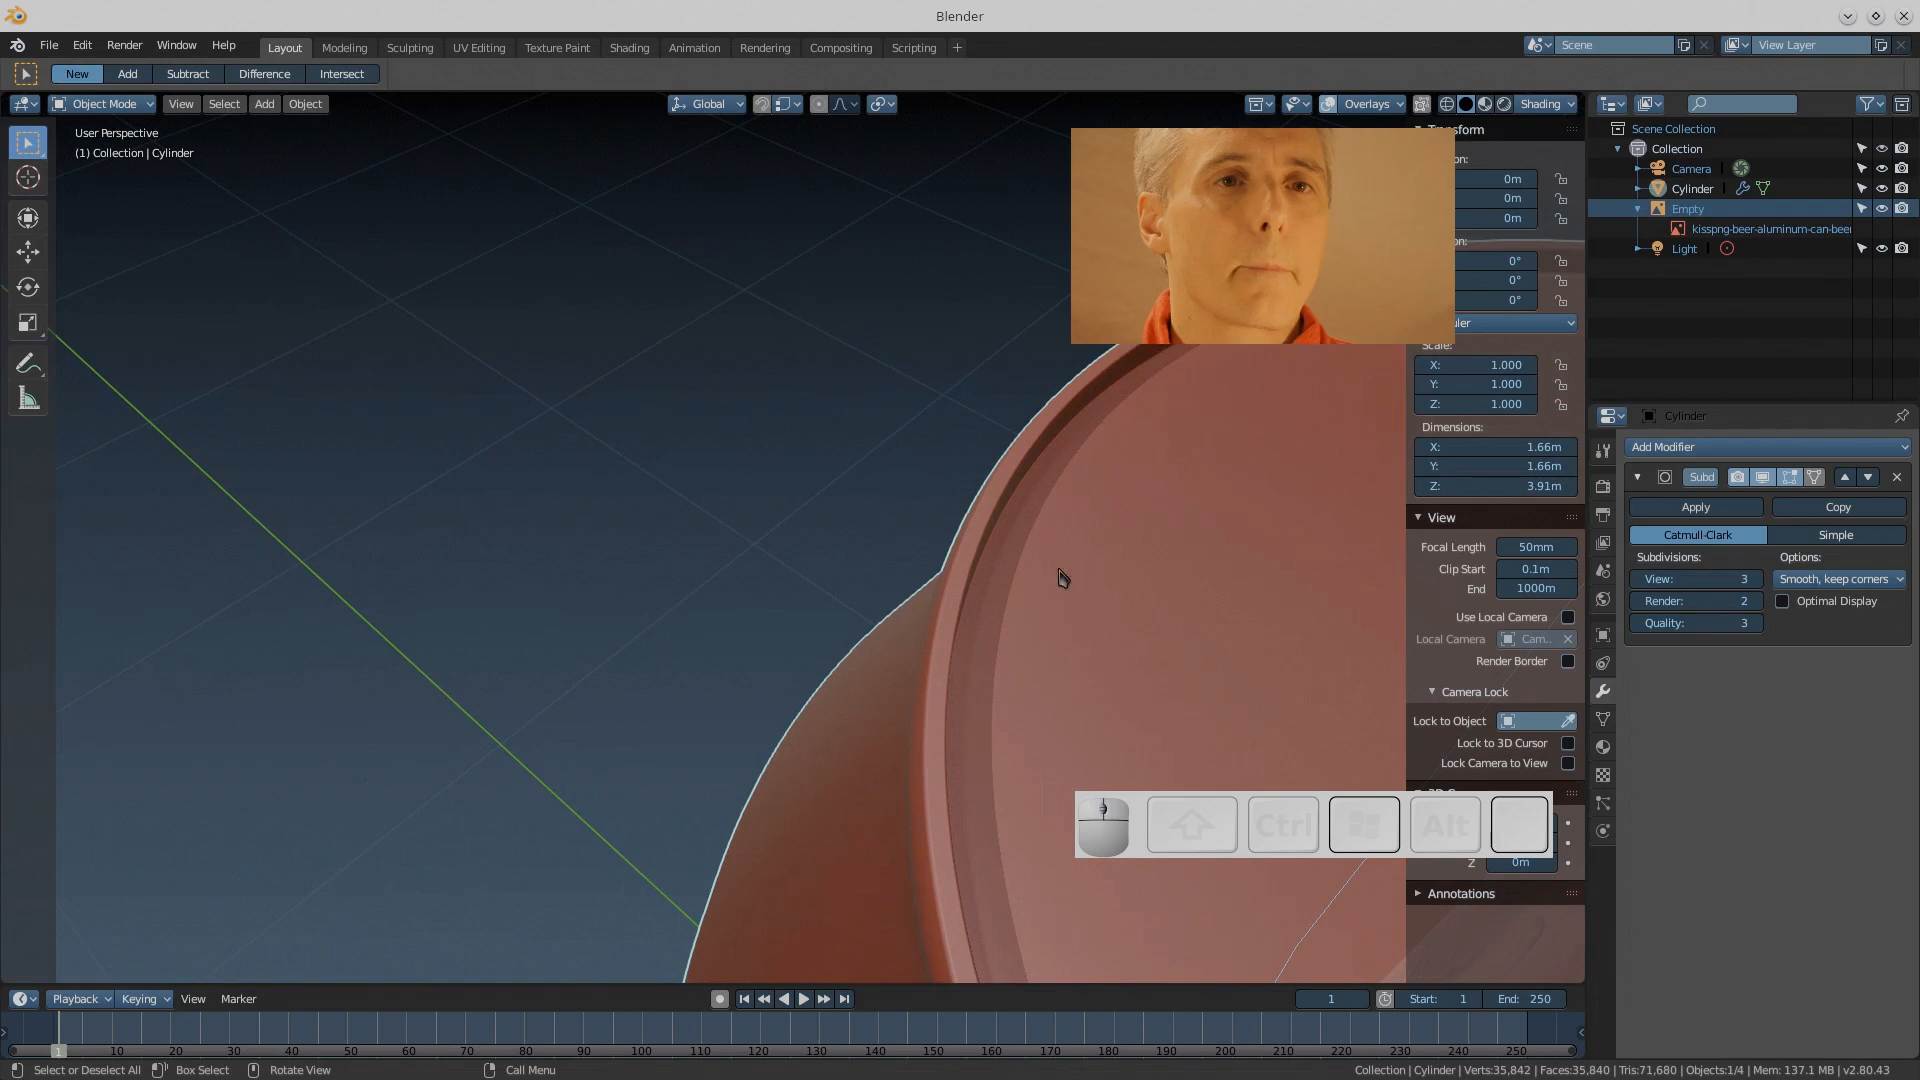 Blender
File Edit Render Window Help Layout Modeling Sculpting UV Editing Texture Paint Shading Animation Rendering Compositing Scripting + Scene View Layer
New Add Subtract Difference Intersect
Object Mode View Select Add Object Global Overlays Shading
User Perspective
(1) Collection | Cylinder
Transform
on:
0m
0m
0m
on:
0°
0°
0°
uler
Scale:
X: 1.000
Y: 1.000
Z: 1.000
Dimensions:
X: 1.66m
Y: 1.66m
Z: 3.91m
View
Focal Length 50mm
Clip Start 0.1m
End 1000m
Use Local Camera
Local Camera Cam..
Render Border
Camera Lock
Lock to Object
Lock to 3D Cursor
Lock Camera to View
Ctrl Alt
Z 0m
Annotations
Scene Collection
Collection
Camera
Cylinder
Empty
kisspng-beer-aluminum-can-beer
Light
Cylinder
Add Modifier
Subd
Apply Copy
Catmull-Clark Simple
Subdivisions: Options:
View: 3 Smooth, keep corners
Render: 2 Optimal Display
Quality: 3
Playback Keying View Marker 1 Start: 1 End: 250
1 10 20 30 40 50 60 70 80 90 100 110 120 130 140 150 160 170 180 190 200 210 220 230 240 250
Select or Deselect All Box Select Rotate View Call Menu Collection | Cylinder | Verts:35,842 | Faces:35,840 | Tris:71,680 | Objects:1/4 | Mem: 137.1 MB | v2.80.43